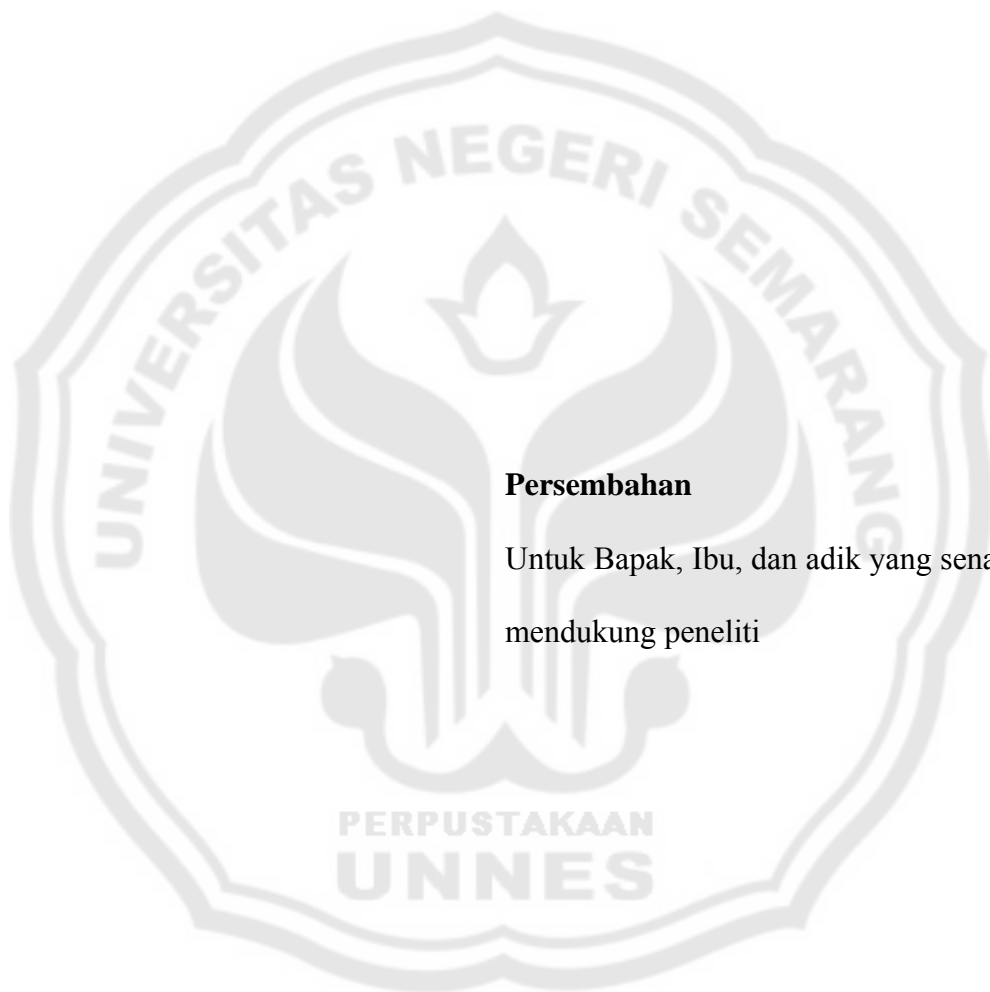 UNIVERSITAS NEGERI SEMARANG
Persembahan
Untuk Bapak, Ibu, dan adik yang sena
mendukung peneliti
PERPUSTAKAAN
UNNES